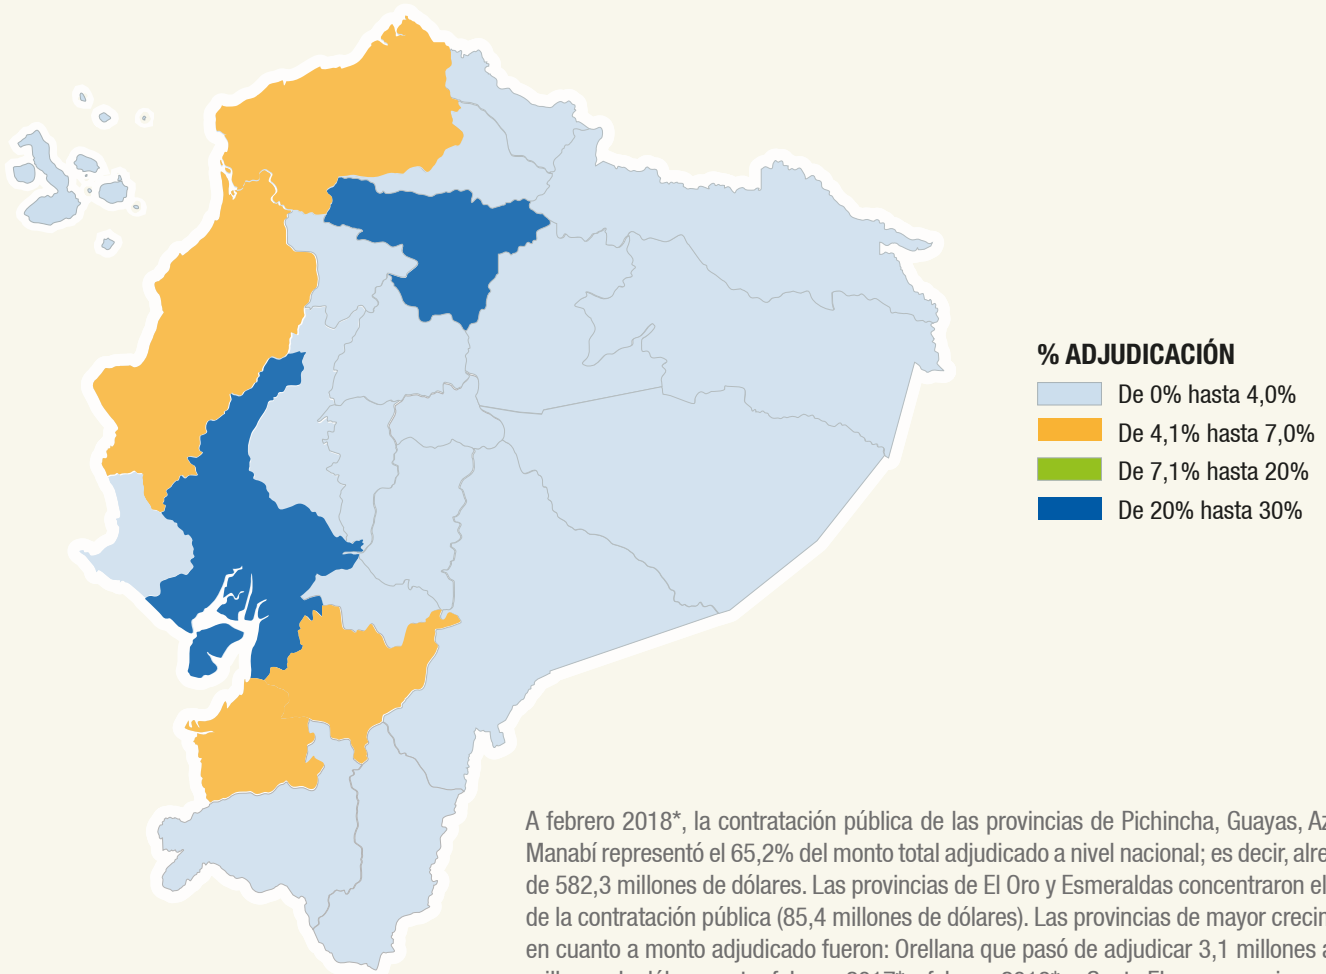 % ADJUDICACIÓN
De 0% hasta 4,0%
De 4,1% hasta 7,0%
De 7,1% hasta 20%
De 20% hasta 30%
A febrero 2018*, la contratación pública de las provincias de Pichincha, Guayas,
Manabí representó el 65,2% del monto total adjudicado a nivel nacional; es decir,
de 582,3 millones de dólares. Las provincias de El Oro y Esmeraldas concentraron el
de la contratación pública (85,4 millones de dólares). Las provincias de mayor
en cuanto a monto adjudicado fueron: Orellana que pasó de adjudicar 3,1 millones a